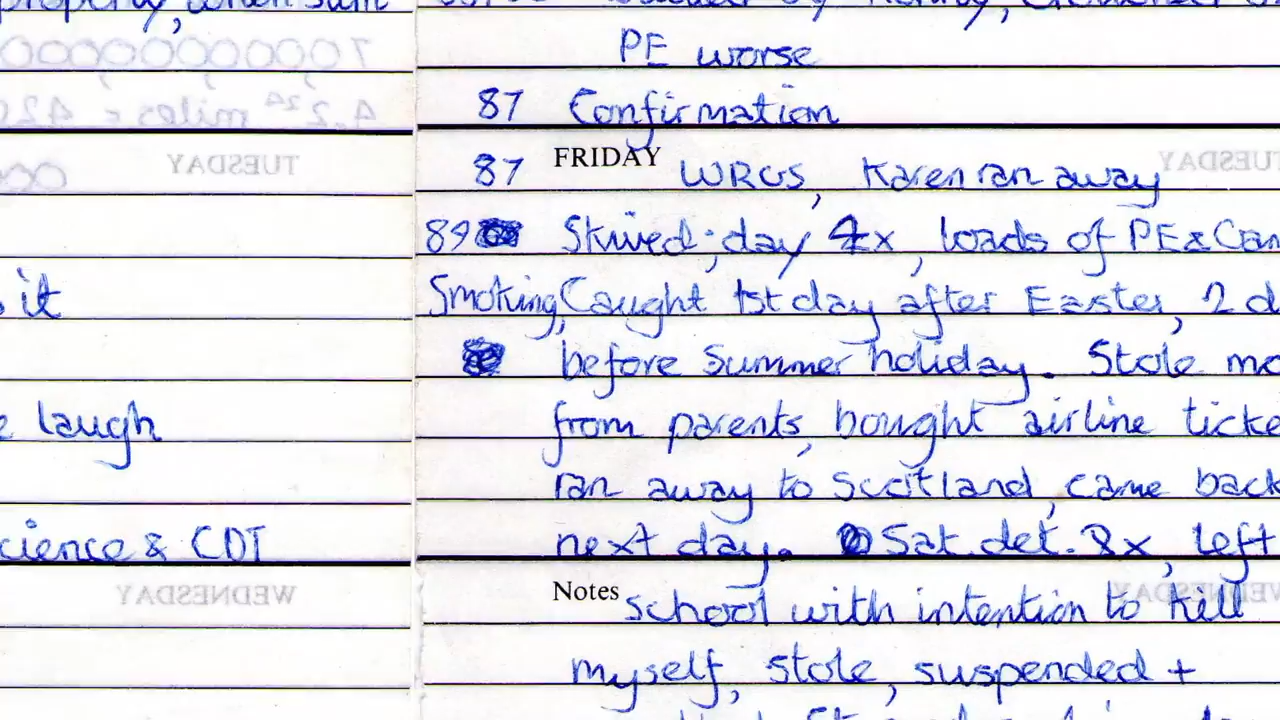 PE worse
87 Confirmation
TUESDAY
87 FRIDAY WRGS, Karen ran away
89 Skived; day 4x, loads of PE &
it
Smoking, Caught 1st day after Easter, 2 d
before Summer holiday. Stole mo
laugh
from parents, bought airline ticke
ran away to Scotland, came back
cience & CDT
next day. Sat. det. 8x, left
WEDNESDAY
Notes school with intention to kill
myself, stole, suspended +